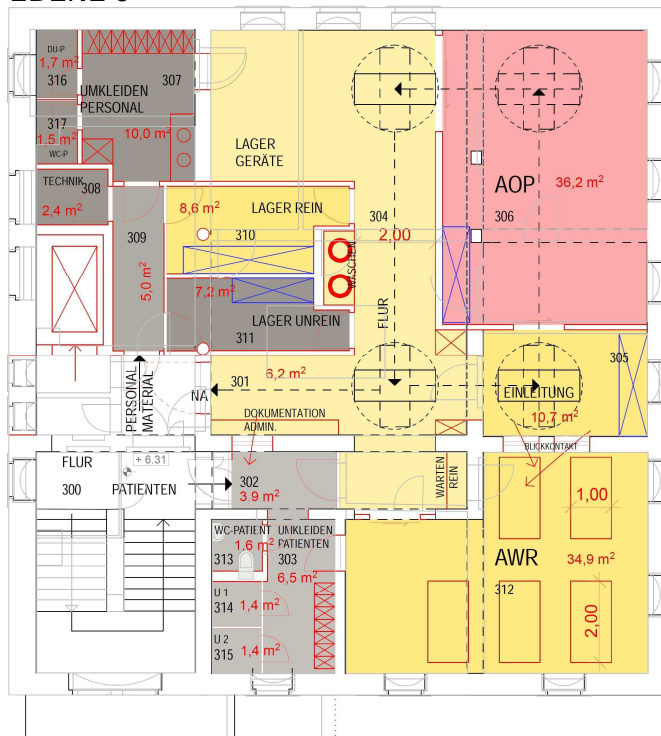 DU-P
1,7 m²
316
UMKLEIDEN
PERSONAL
307
317
1.5 m²
WC-P
10,0 m²
TECHNIK
308
2,4 m²
LAGER
GERÄTE
AOP
36,2 m²
306
8,6 m²
LAGER REIN
310
304
2,00
309
5,0 m²
WASCHEN
7,2 m²
LAGER UNREIN
311
FLUR
305
301
6,2 m²
NA
EINLEITUNG
10,7 m²
PERSONAL
MATERIAL
DOKUMENTATION
ADMIN.
BLICKKONTAKT
FLUR
+ 6.31
300
PATIENTEN
302
3.9 m²
WARTEN
REIN
1,00
WC-PATIENT
1.6 m²
313
UMKLEIDEN
PATIENTEN
303
6,5 m²
AWR
34,9 m²
312
U 1
314
1,4 m²
2,00
U 2
315
1,4 m²